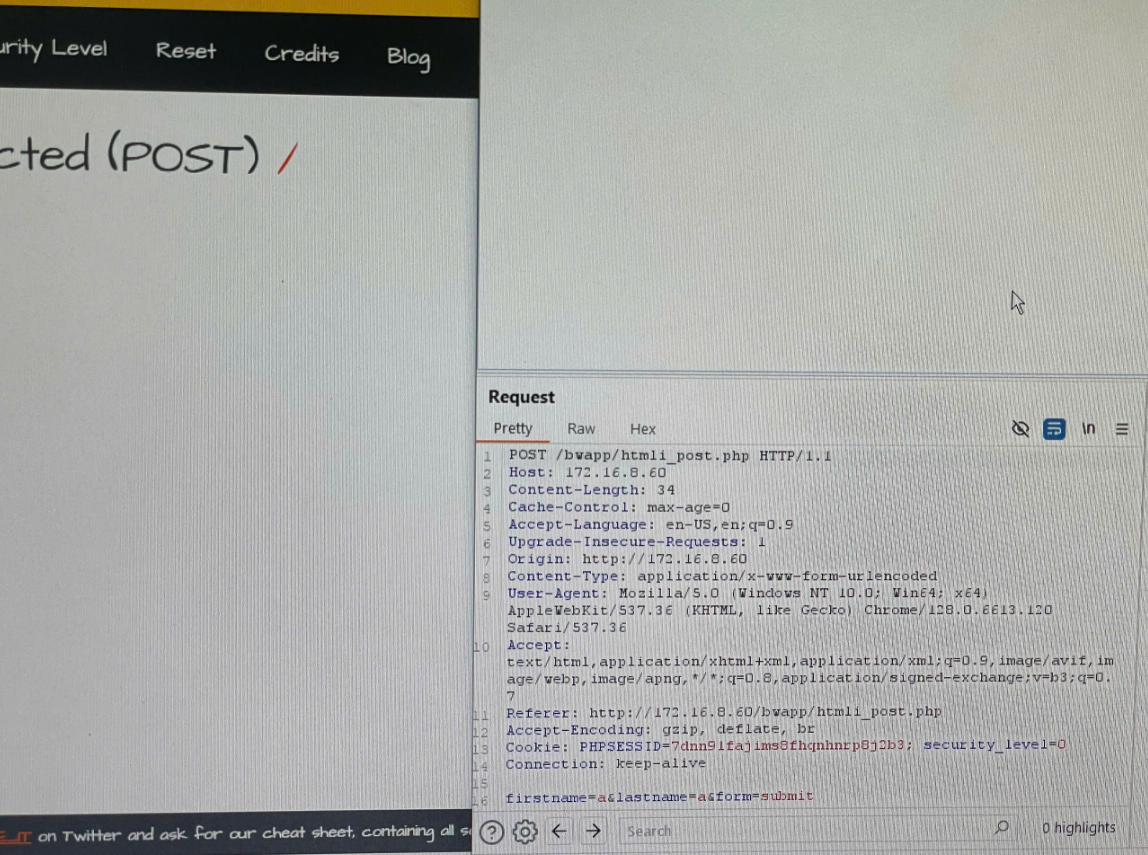 urity Level Reset Credits Blog
cted (POST) /
on Twitter and ask for our cheat sheet, containing all
Request
Pretty Raw Hex
\n
1 POST /bwapp/htmli_post.php HTTP/1.1
2 Host: 172.16.8.60
3 Content-Length: 34
4 Cache-Control: max-age=0
5 Accept-Language: en-US,en;q=0.9
6 Upgrade-Insecure-Requests: 1
7 Origin: http://172.16.8.60
8 Content-Type: application/x-www-form-urlencoded
9 User-Agent: Mozilla/5.0 (Windows NT 10.0; Win64; x64)
AppleWebKit/537.36 (KHTML, like Gecko) Chrome/128.0.6613.120
Safari/537.36
10 Accept:
text/html,application/xhtml+xml,application/xml;q=0.9,image/avif,im
age/webp,image/apng,*/*;q=0.8,application/signed-exchange;v=b3;q=0.
7
11 Referer: http://172.16.8.60/bwapp/htmli_post.php
12 Accept-Encoding: gzip, deflate, br
13 Cookie: PHPSESSID=7dnn91fajims8fhqnhnrp8j2b3; security_level=0
14 Connection: keep-alive
15
16 firstname=a&lastname=a&form=submit
Search 0 highlights